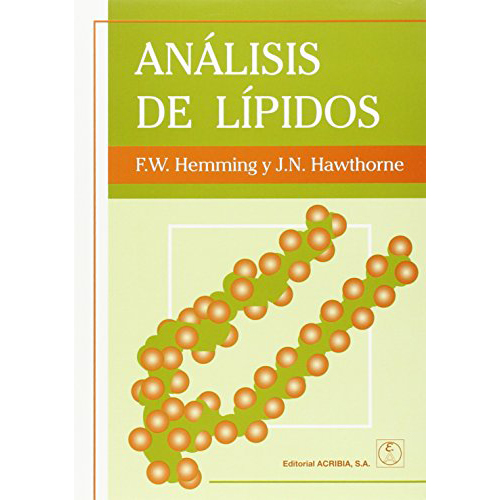 ANÁLISIS
DE LÍPIDOS
F.W. Hemming y J.N. Hawthorne
Editorial ACRIBIA, S.A.